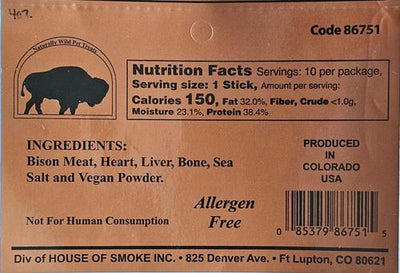 4oz.
Code 86751
Naturally Wild Pet Treats
Nutrition Facts Servings: 10 per package,
Serving size: 1 Stick, Amount per serving:
Calories 150, Fat 32.0%, Fiber, Crude <1.0g,
Moisture 23.1%, Protein 38.4%
INGREDIENTS:
Bison Meat, Heart, Liver, Bone, Sea
Salt and Vegan Powder.
PRODUCED
IN
COLORADO
USA
Allergen
Free
Not For Human Consumption
0 85379 86751 5
Div of HOUSE OF SMOKE INC. • 825 Denver Ave. • Ft Lupton, CO 80621